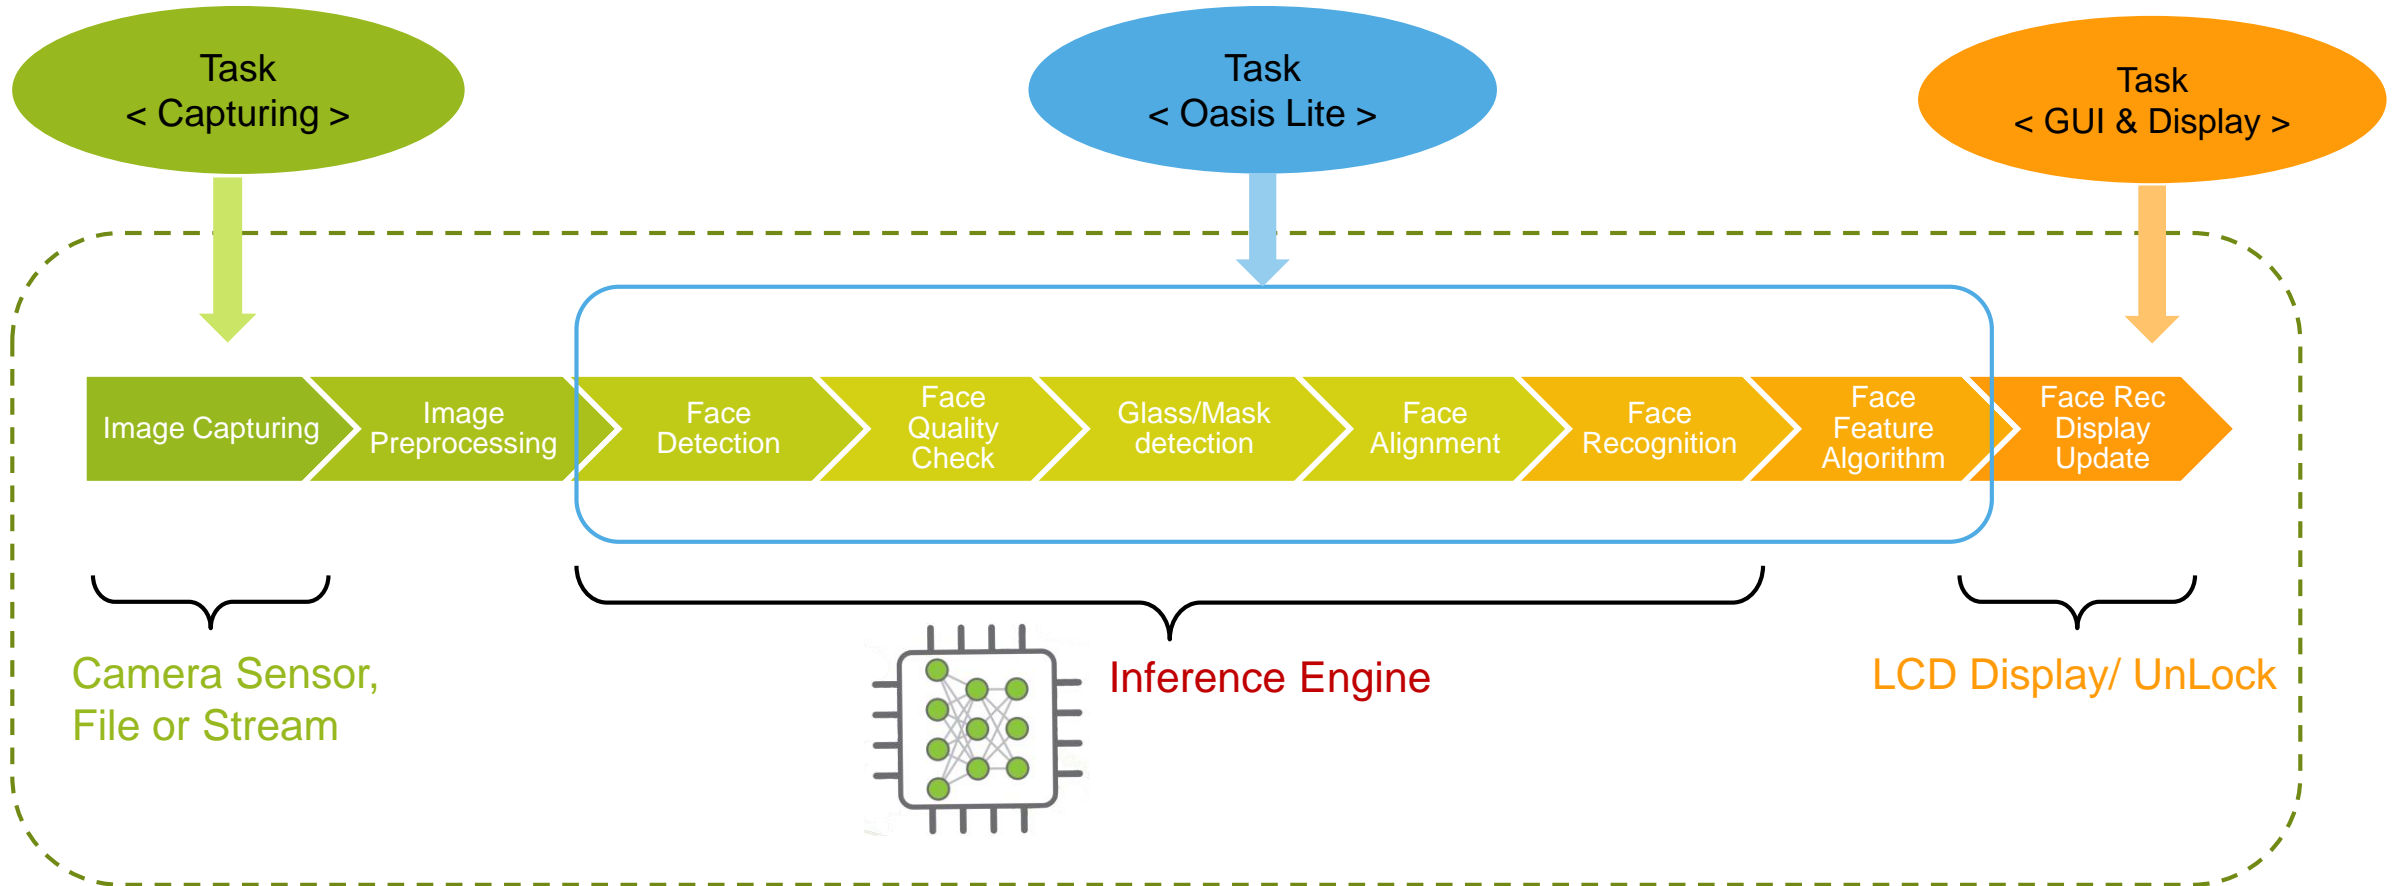 Task
< Capturing >
Task
< Oasis Lite >
Task
< GUI & Display >
Image Capturing
Image
Preprocessing
Face
Detection
Face
Quality
Check
Glass/Mask
detection
Face
Alignment
Face
Recognition
Face
Feature
Algorithm
Face Rec
Display
Update
Camera Sensor,
File or Stream
Inference Engine
LCD Display/ UnLock